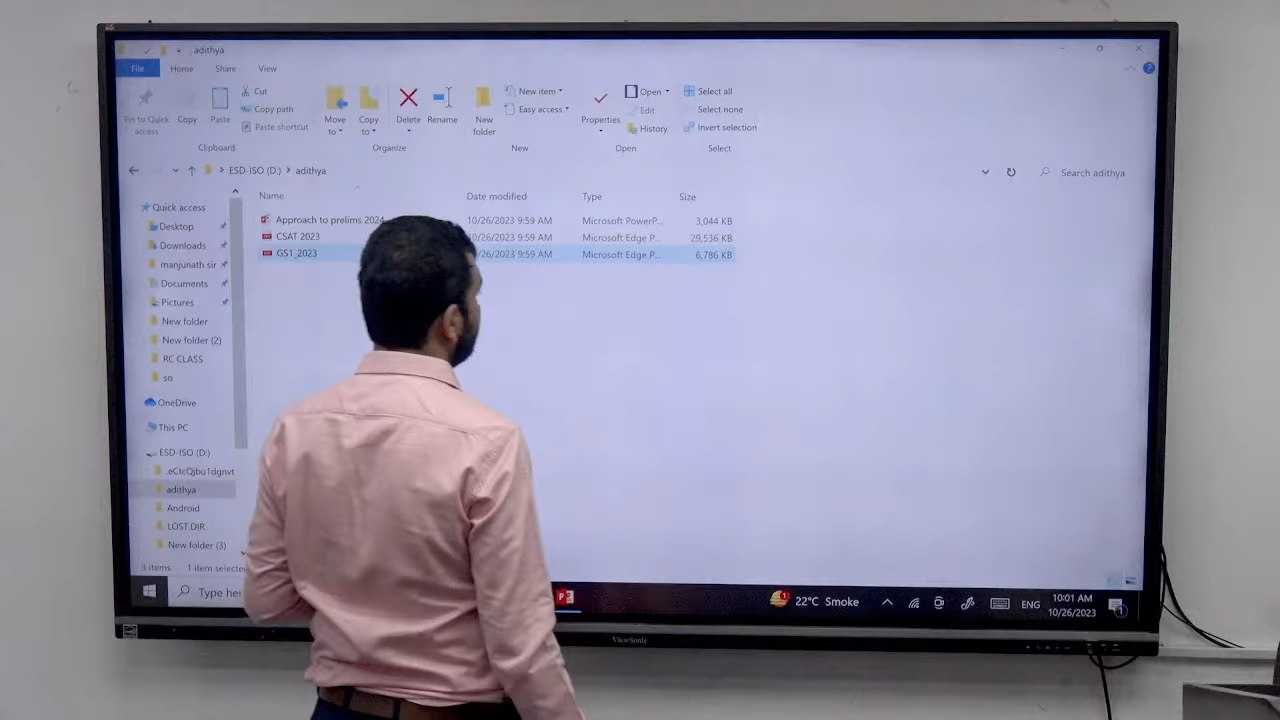 adithya
File Home Share View
Pin to Quick access
Copy
Paste
Cut
Copy path
Paste shortcut
Clipboard
Move to
Copy to
Delete
Rename
Organize
New folder
New item
Easy access
New
Properties
Open
Edit
History
Open
Select all
Select none
Invert selection
Select
ESD-ISO (D:) > adithya
Search adithya
Name Date modified Type Size
Approach to prelims 2024 10/26/2023 9:59 AM Microsoft PowerP... 3,044 KB
CSAT 2023 10/26/2023 9:59 AM Microsoft Edge P... 29,536 KB
GS1_2023 /26/2023 9:59 AM Microsoft Edge P... 6,786 KB
Quick access
Desktop
Downloads
manjunath sir
Documents
Pictures
New folder
New folder (2)
RC CLASS
so
OneDrive
This PC
ESD-ISO (D:)
.eCtcQjbu1dgnvt
adithya
Android
LOST.DIR
New folder (3)
3 items 1 item selected
Type her
22°C Smoke
ENG
10:01 AM
10/26/2023
1
ViewSonic